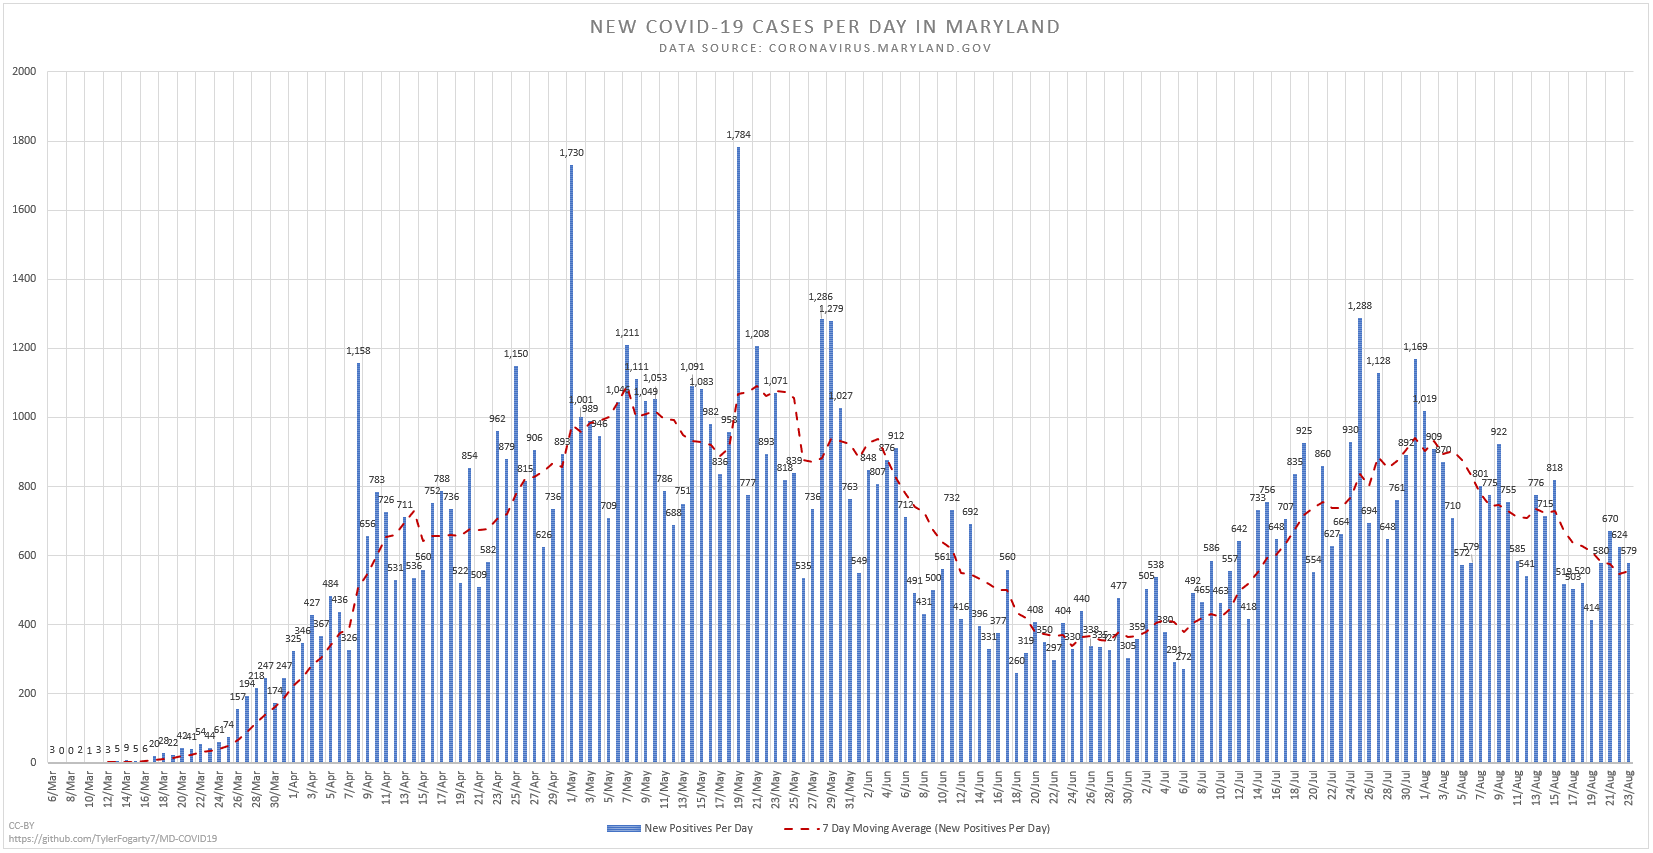 NEW COVID-19 CASES PER DAY IN MARYLAND
DATA SOURCE: CORONAVIRUS.MARYLAND.GOV
2000
1800
1600
1400
1200
1000
800
600
400
200
0
3 0 0 2 1 3 3 5 9 5 6 20 28 22 42 41 54 44 61 74 157 194 218 247 174 247 325 346 427 367 484 436 326 1,158 656 783 726 531 711 536 560 752 788 736 522 854 509 582 962 879 1,150 815 906 626 736 893 1,730 1,001 989 946 709 1,046 1,211 1,111 1,049 1,053 786 688 751 1,091 1,083 982 836 958 1,784 777 1,208 893 1,071 818 839 535 736 1,286 1,279 1,027 763 549 848 807 876 912 712 491 431 500 561 732 416 692 396 331 377 560 260 319 408 350 297 404 330 440 338 327 477 305 359 505 538 380 291 272 492 465 586 463 557 642 418 733 756 648 707 835 925 554 860 627 664 930 1,288 694 1,128 648 761 892 1,169 1,019 909 870 710 572 579 801 775 922 755 585 541 776 715 818 519 503 520 414 580 670 624 579
6/Mar 8/Mar 10/Mar 12/Mar 14/Mar 16/Mar 18/Mar 20/Mar 22/Mar 24/Mar 26/Mar 28/Mar 30/Mar 1/Apr 3/Apr 5/Apr 7/Apr 9/Apr 11/Apr 13/Apr 15/Apr 17/Apr 19/Apr 21/Apr 23/Apr 25/Apr 27/Apr 29/Apr 1/May 3/May 5/May 7/May 9/May 11/May 13/May 15/May 17/May 19/May 21/May 23/May 25/May 27/May 29/May 31/May 2/Jun 4/Jun 6/Jun 8/Jun 10/Jun 12/Jun 14/Jun 16/Jun 18/Jun 20/Jun 22/Jun 24/Jun 26/Jun 28/Jun 30/Jun 2/Jul 4/Jul 6/Jul 8/Jul 10/Jul 12/Jul 14/Jul 16/Jul 18/Jul 20/Jul 22/Jul 24/Jul 26/Jul 28/Jul 30/Jul 1/Aug 3/Aug 5/Aug 7/Aug 9/Aug 11/Aug 13/Aug 15/Aug 17/Aug 19/Aug 21/Aug 23/Aug
New Positives Per Day
7 Day Moving Average (New Positives Per Day)
CC-BY
https://github.com/TylerFogarty7/MD-COVID19